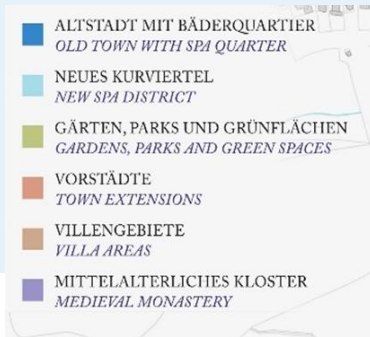 ALTSTADT MIT BÄDERQUARTIER
OLD TOWN WITH SPA QUARTER
NEUES KURVIERTEL
NEW SPA DISTRICT
GÄRTEN, PARKS UND GRÜNFLÄCHEN
GARDENS, PARKS AND GREEN SPACES
VORSTÄDTE
TOWN EXTENSIONS
VILLENGEBIETE
VILLA AREAS
MITTELALTERLICHES KLOSTER
MEDIEVAL MONASTERY